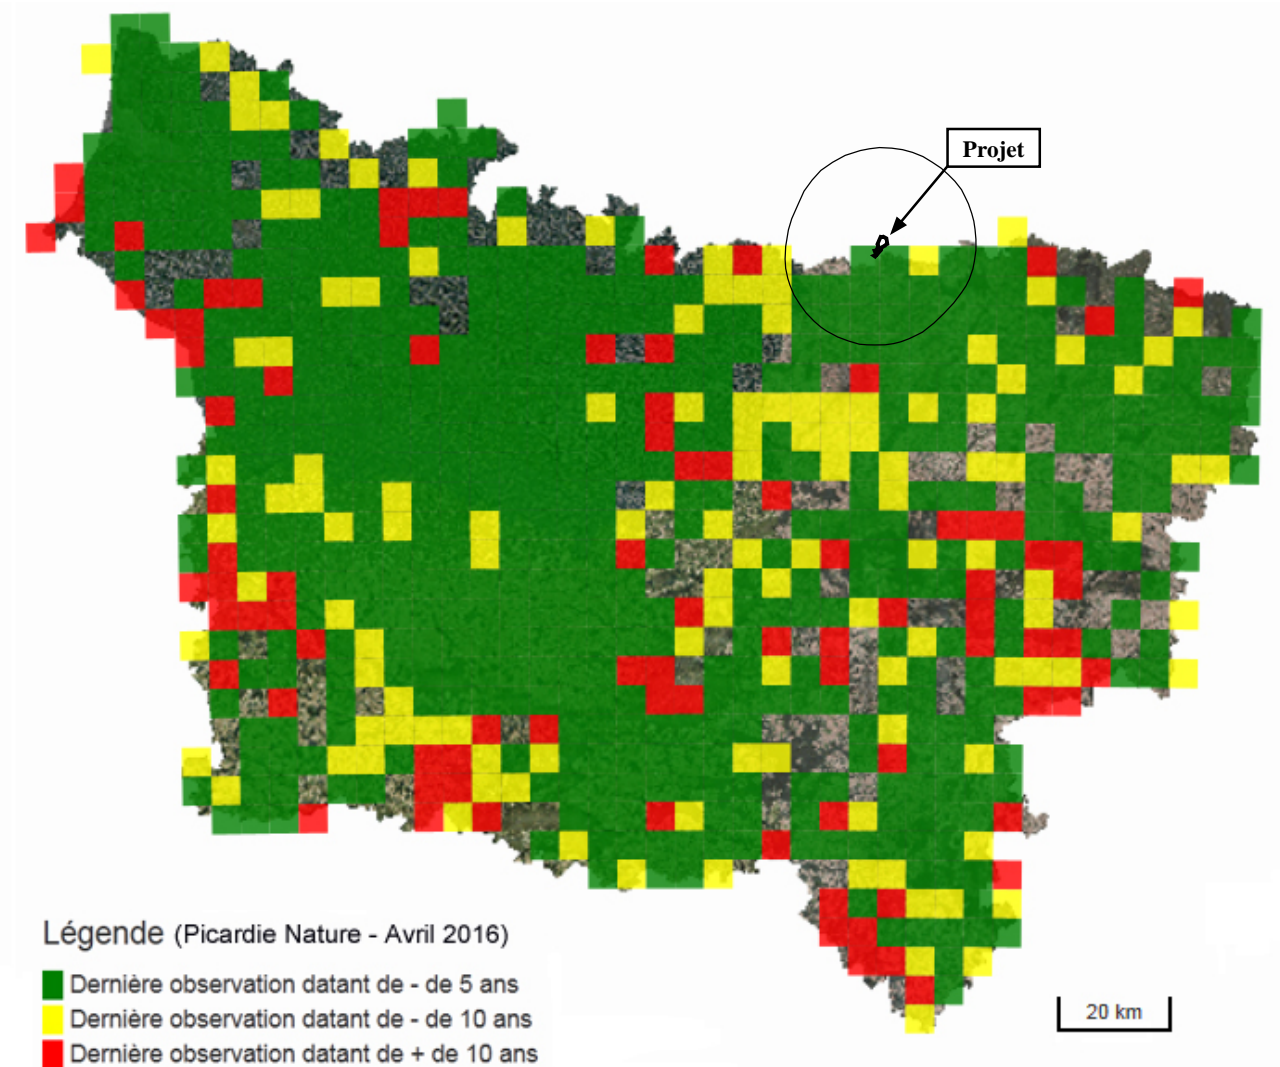 Projet
Légende (Picardie Nature - Avril 2016)
Dernière observation datant de - de 5 ans
Dernière observation datant de - de 10 ans
Dernière observation datant de + de 10 ans
20 km